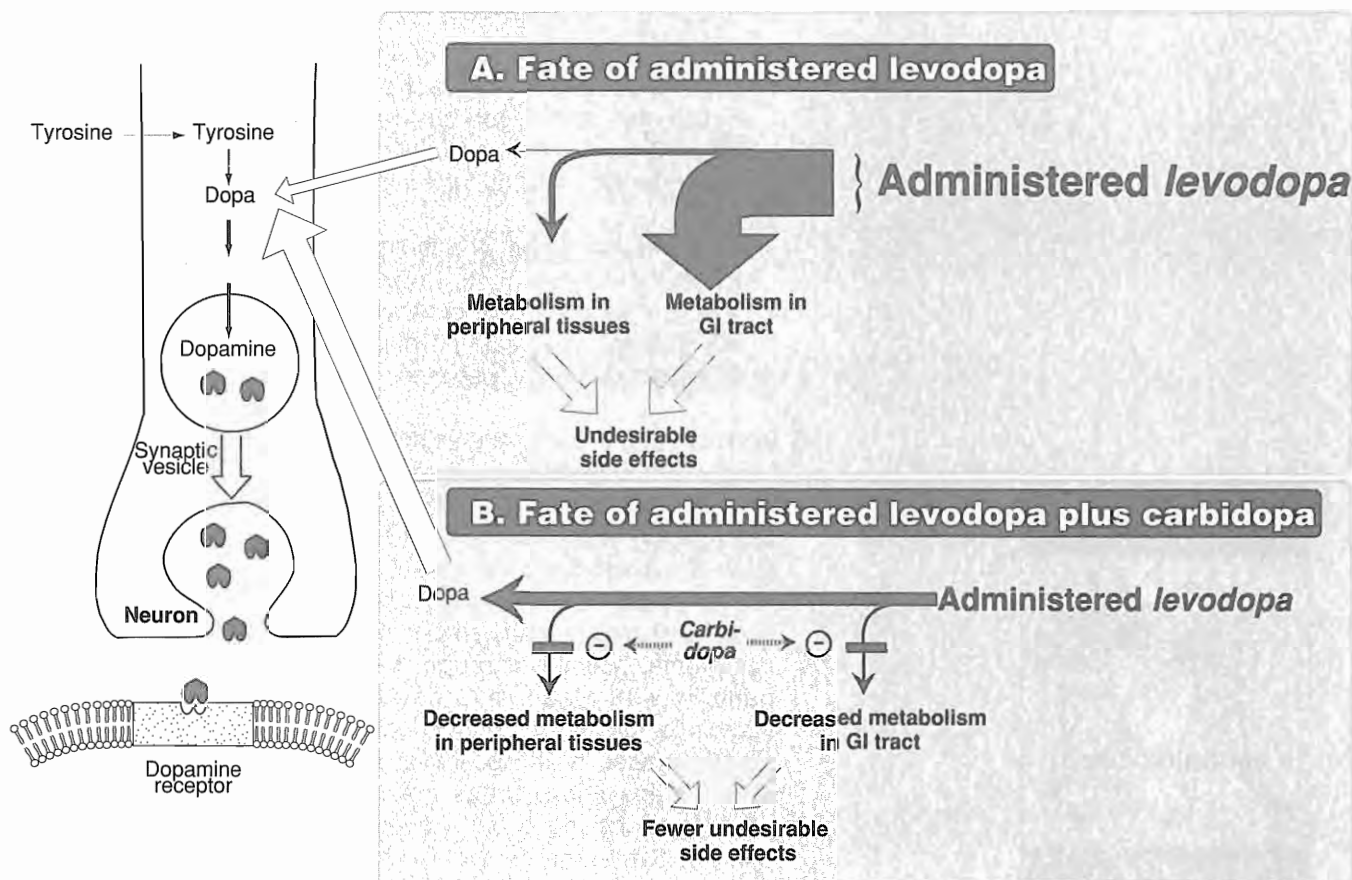 A. Fate of administered levodopa
Tyrosine
Tyrosine
Dopa
Dopa
Administered levodopa
Metabolism in
peripheral tissues
Metabolism in
GI tract
Dopamine
Undesirable
side effects
Synaptic
vesicle
B. Fate of administered levodopa plus carbidopa
Dopa
Administered levodopa
Neuron
Carbi-
dopa
Decreased metabolism
in peripheral tissues
Decreased metabolism
in GI tract
Dopamine
receptor
Fewer undesirable
side effects